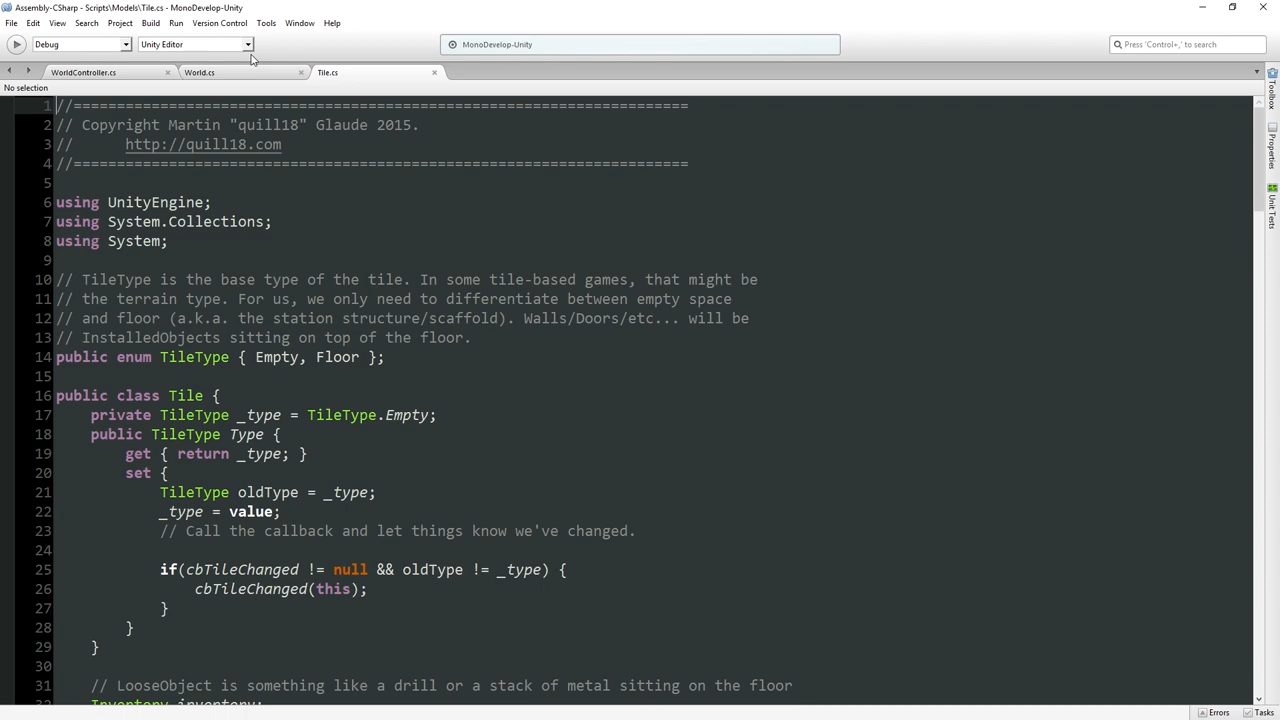 Assembly-CSharp - Scripts\Models\Tile.cs - MonoDevelop-Unity
File Edit View Search Project Build Run Version Control Tools Window Help
Debug Unity Editor MonoDevelop-Unity Press 'Control+,' to search
WorldController.cs × World.cs × Tile.cs ×
No selection
1 //=======================================================================
2 // Copyright Martin "quill18" Glaude 2015.
3 //      http://quill18.com
4 //=======================================================================
5
6 using UnityEngine;
7 using System.Collections;
8 using System;
9
10 // TileType is the base type of the tile. In some tile-based games, that might be
11 // the terrain type. For us, we only need to differentiate between empty space
12 // and floor (a.k.a. the station structure/scaffold). Walls/Doors/etc... will be
13 // InstalledObjects sitting on top of the floor.
14 public enum TileType { Empty, Floor };
15
16 public class Tile {
17     private TileType _type = TileType.Empty;
18     public TileType Type {
19         get { return _type; }
20         set {
21             TileType oldType = _type;
22             _type = value;
23             // Call the callback and let things know we've changed.
24
25             if(cbTileChanged != null && oldType != _type) {
26                 cbTileChanged(this);
27             }
28         }
29     }
30
31     // LooseObject is something like a drill or a stack of metal sitting on the floor
32     Inventory inventory;
Toolbox
Properties
Unit Tests
Errors Tasks